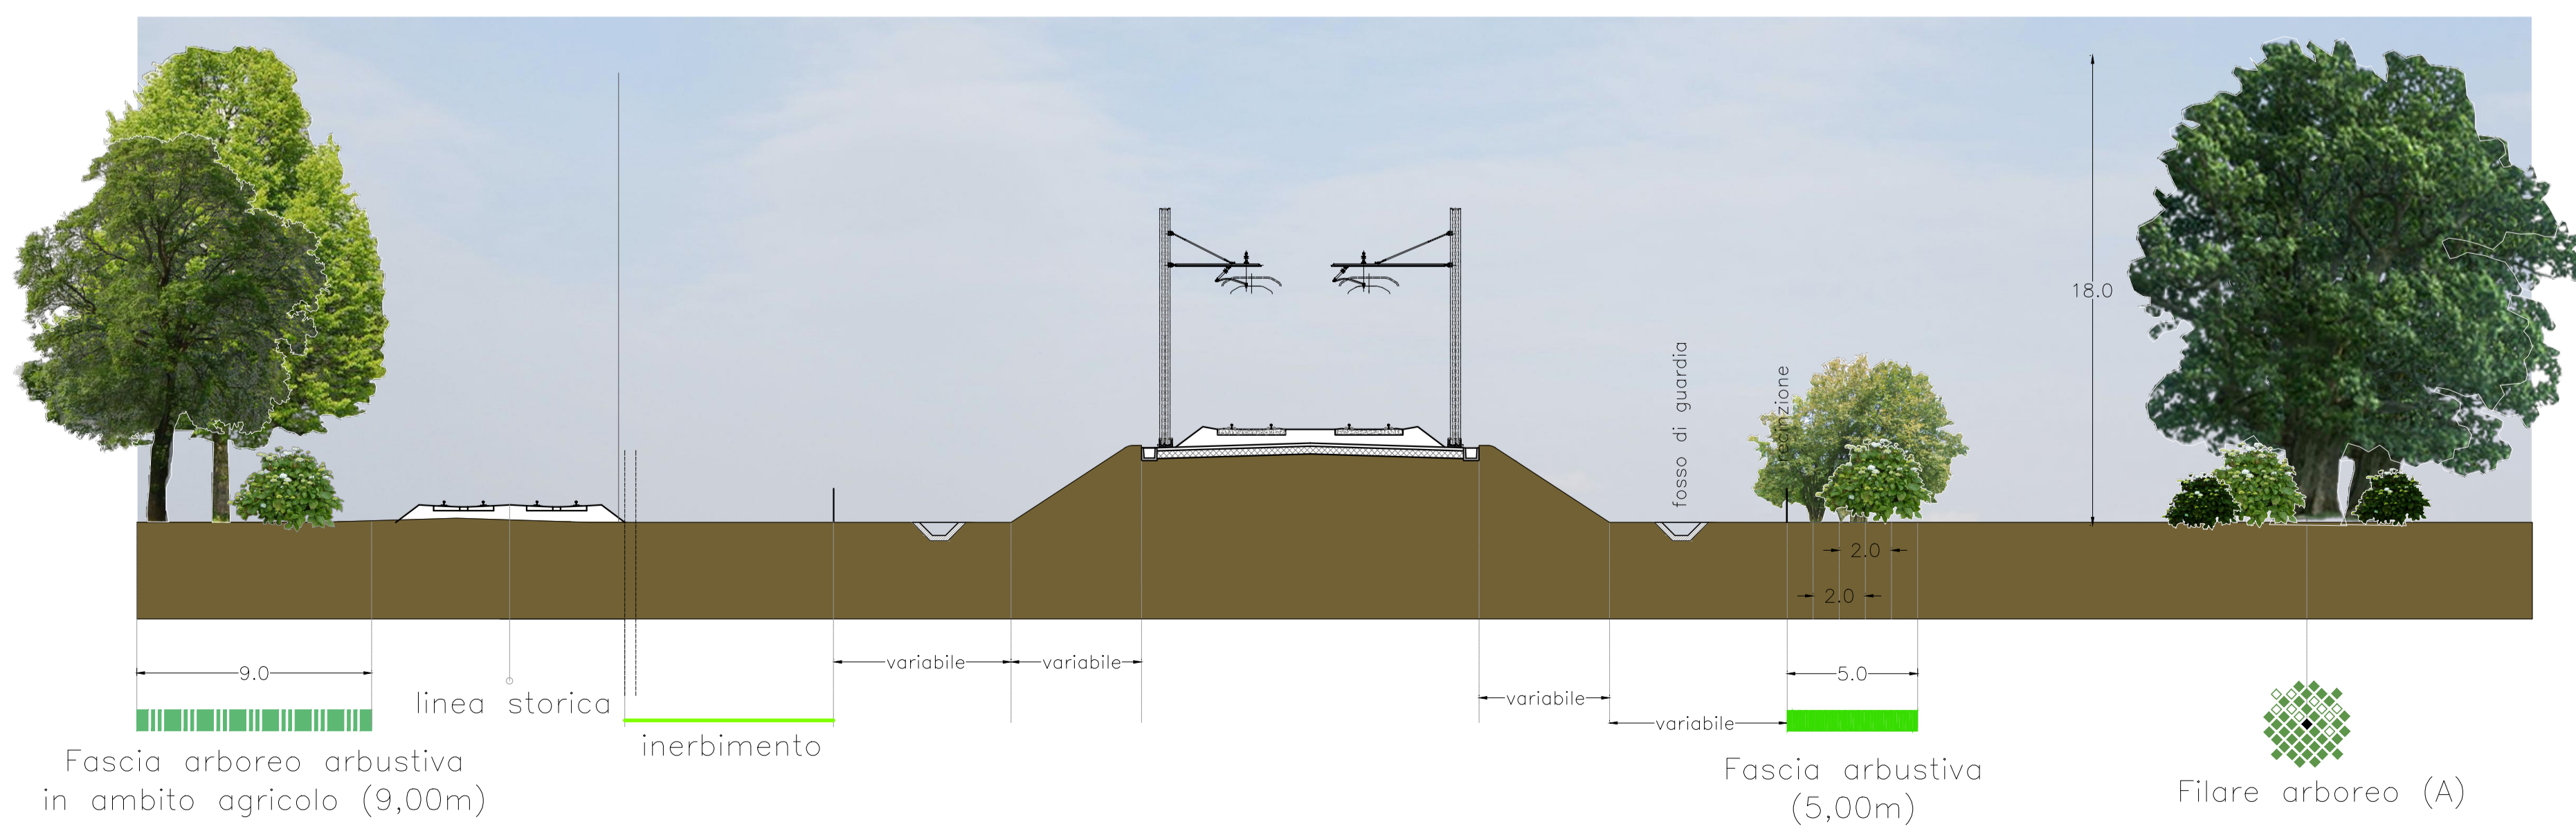 18.0
fosso di guardia
recinzione
2.0
2.0
variabile
variabile
9.0
5.0
variabile
linea storica
variabile
inerbimento
Fascia arboreo arbustiva
in ambito agricolo (9,00m)
Fascia arbustiva
(5,00m)
Filare arboreo (A)